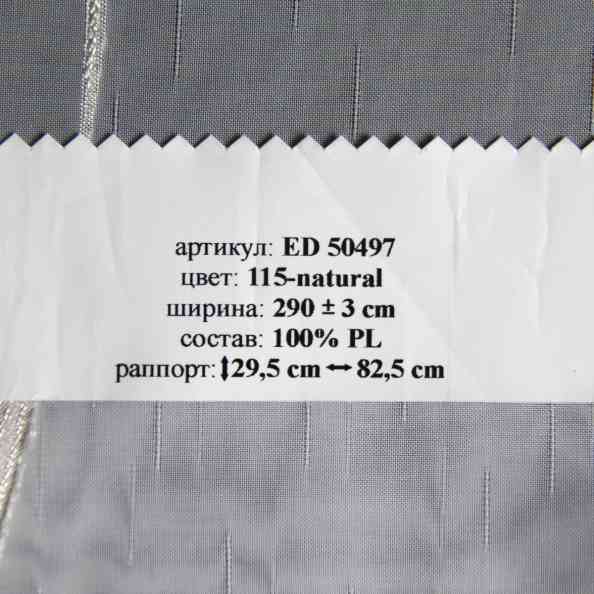 артикул: ED 50497
цвет: 115-natural
ширина: 290 ± 3 cm
состав: 100% PL
раппорт:↕29,5 cm ↔ 82,5 cm